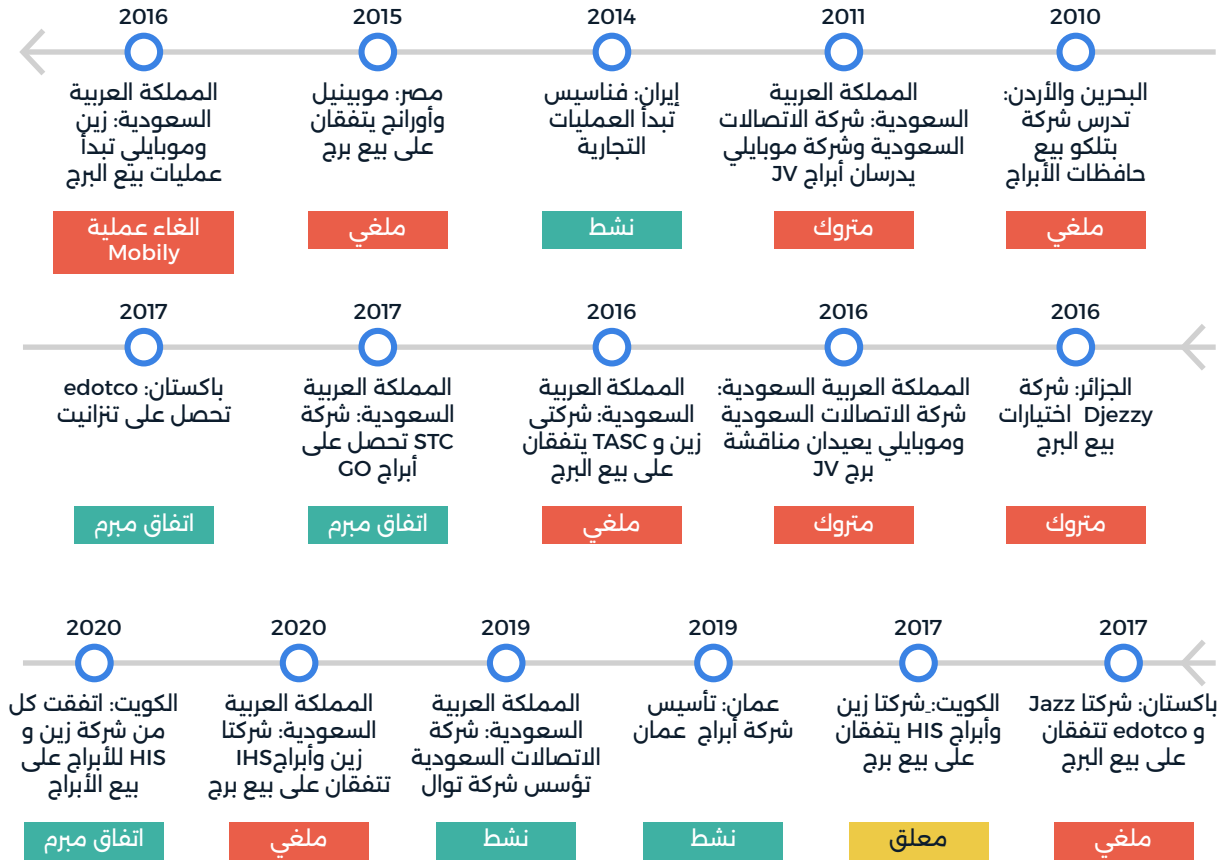 2010
البحرين والأردن:
تدرس شركة
بتلكو بيع
حافظات الأبراج
ملغي
2011
المملكة العربية
السعودية: شركة الاتصالات
السعودية وشركة موبايلي
يدرسان أبراج JV
متروك
2014
إيران: فناسيس
تبدأ العمليات
التجارية
نشط
2015
مصر: موبينيل
وأورانج يتفقان
على بيع برج
ملغي
2016
المملكة العربية
السعودية: زين
وموبايلي تبدأ
عمليات بيع البرج
الغاء عملية
Mobily
2016
الجزائر: شركة
Djezzy اختيارات
بيع البرج
متروك
2016
المملكة العربية السعودية:
شركة الاتصالات السعودية
وموبايلي يعيدان مناقشة
برج JV
متروك
2016
المملكة العربية
السعودية: شركتى
زين و TASC يتفقان
على بيع البرج
ملغي
2017
المملكة العربية
السعودية: شركة
STC تحصل على
أبراج GO
اتفاق مبرم
2017
باكستان: edotco
تحصل على تنزانيت
اتفاق مبرم
2017
باكستان: شركتا Jazz
و edotco تتفقان
على بيع البرج
ملغي
2017
الكويت: شركتا زين
وأبراج HIS يتفقان
على بيع برج
معلق
2019
عمان: تأسيس
شركة أبراج عمان
نشط
2019
المملكة العربية
السعودية: شركة
الاتصالات السعودية
تؤسس شركة توال
نشط
2020
المملكة العربية
السعودية: شركتا
زين وأبراجIHS
تتفقان على بيع برج
ملغي
2020
الكويت: اتفقت كل
من شركة زين و
HIS للأبراج على
بيع الأبراج
اتفاق مبرم